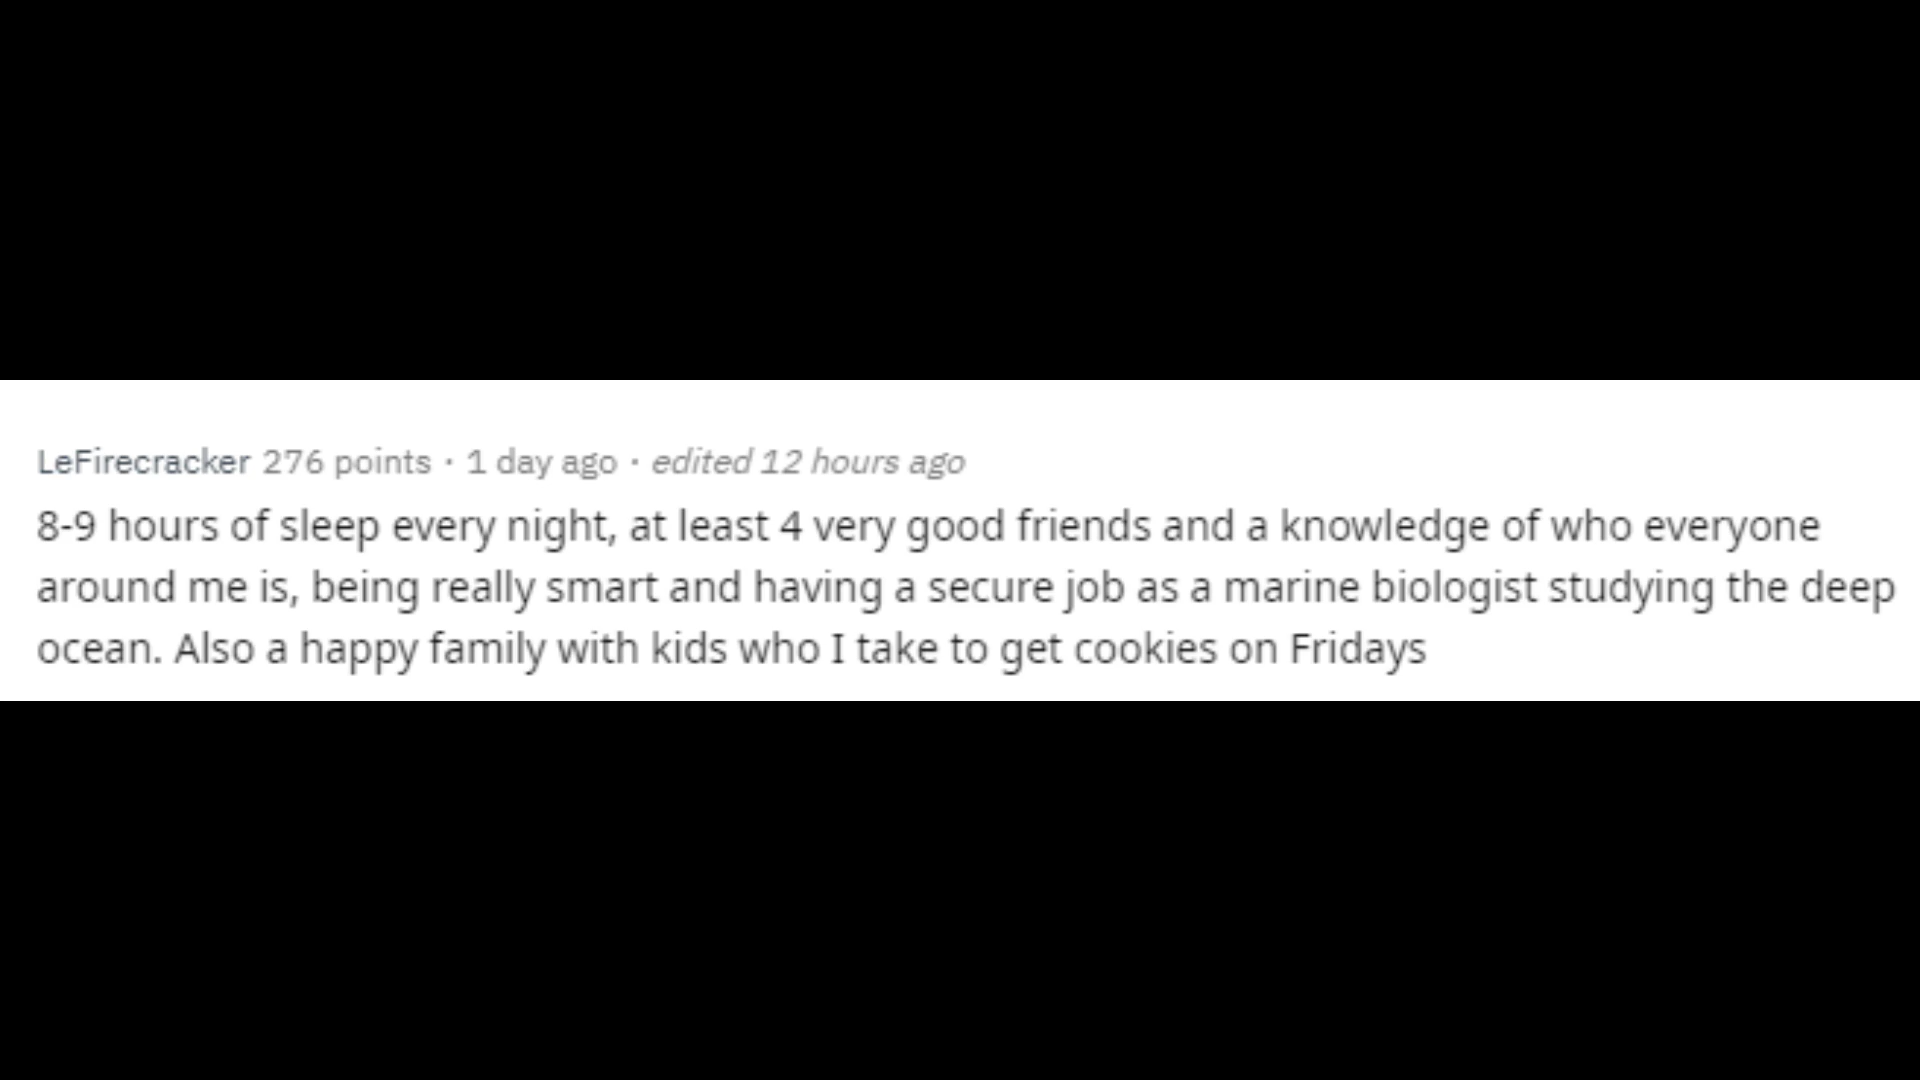 LeFirecracker 276 points · 1 day ago · edited 12 hours ago
8-9 hours of sleep every night, at least 4 very good friends and a knowledge of who everyone
around me is, being really smart and having a secure job as a marine biologist studying the deep
ocean. Also a happy family with kids who I take to get cookies on Fridays